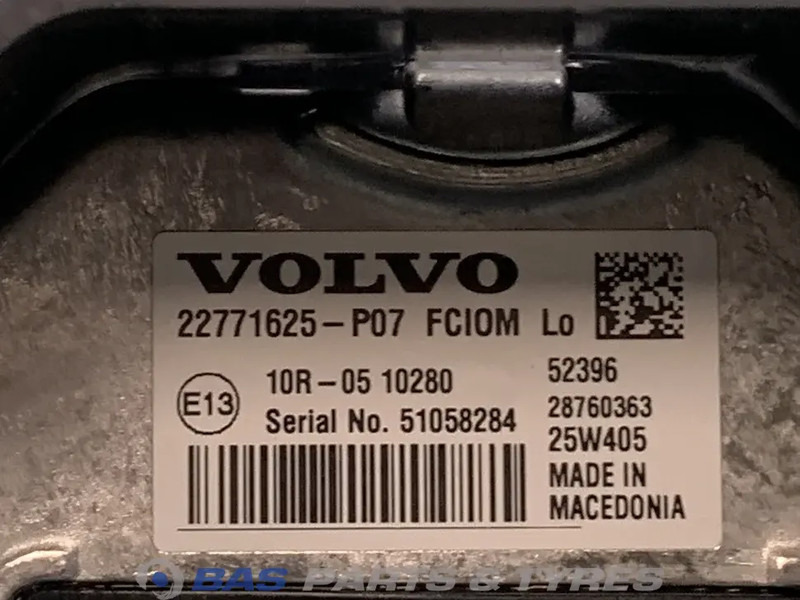 VOLVO
22771625-P07 FCIOM Lo
E13
10R-05 10280
Serial No. 51058284
52396
28760363
25W405
MADE IN
MACEDONIA
BAS PARTS & TYRES